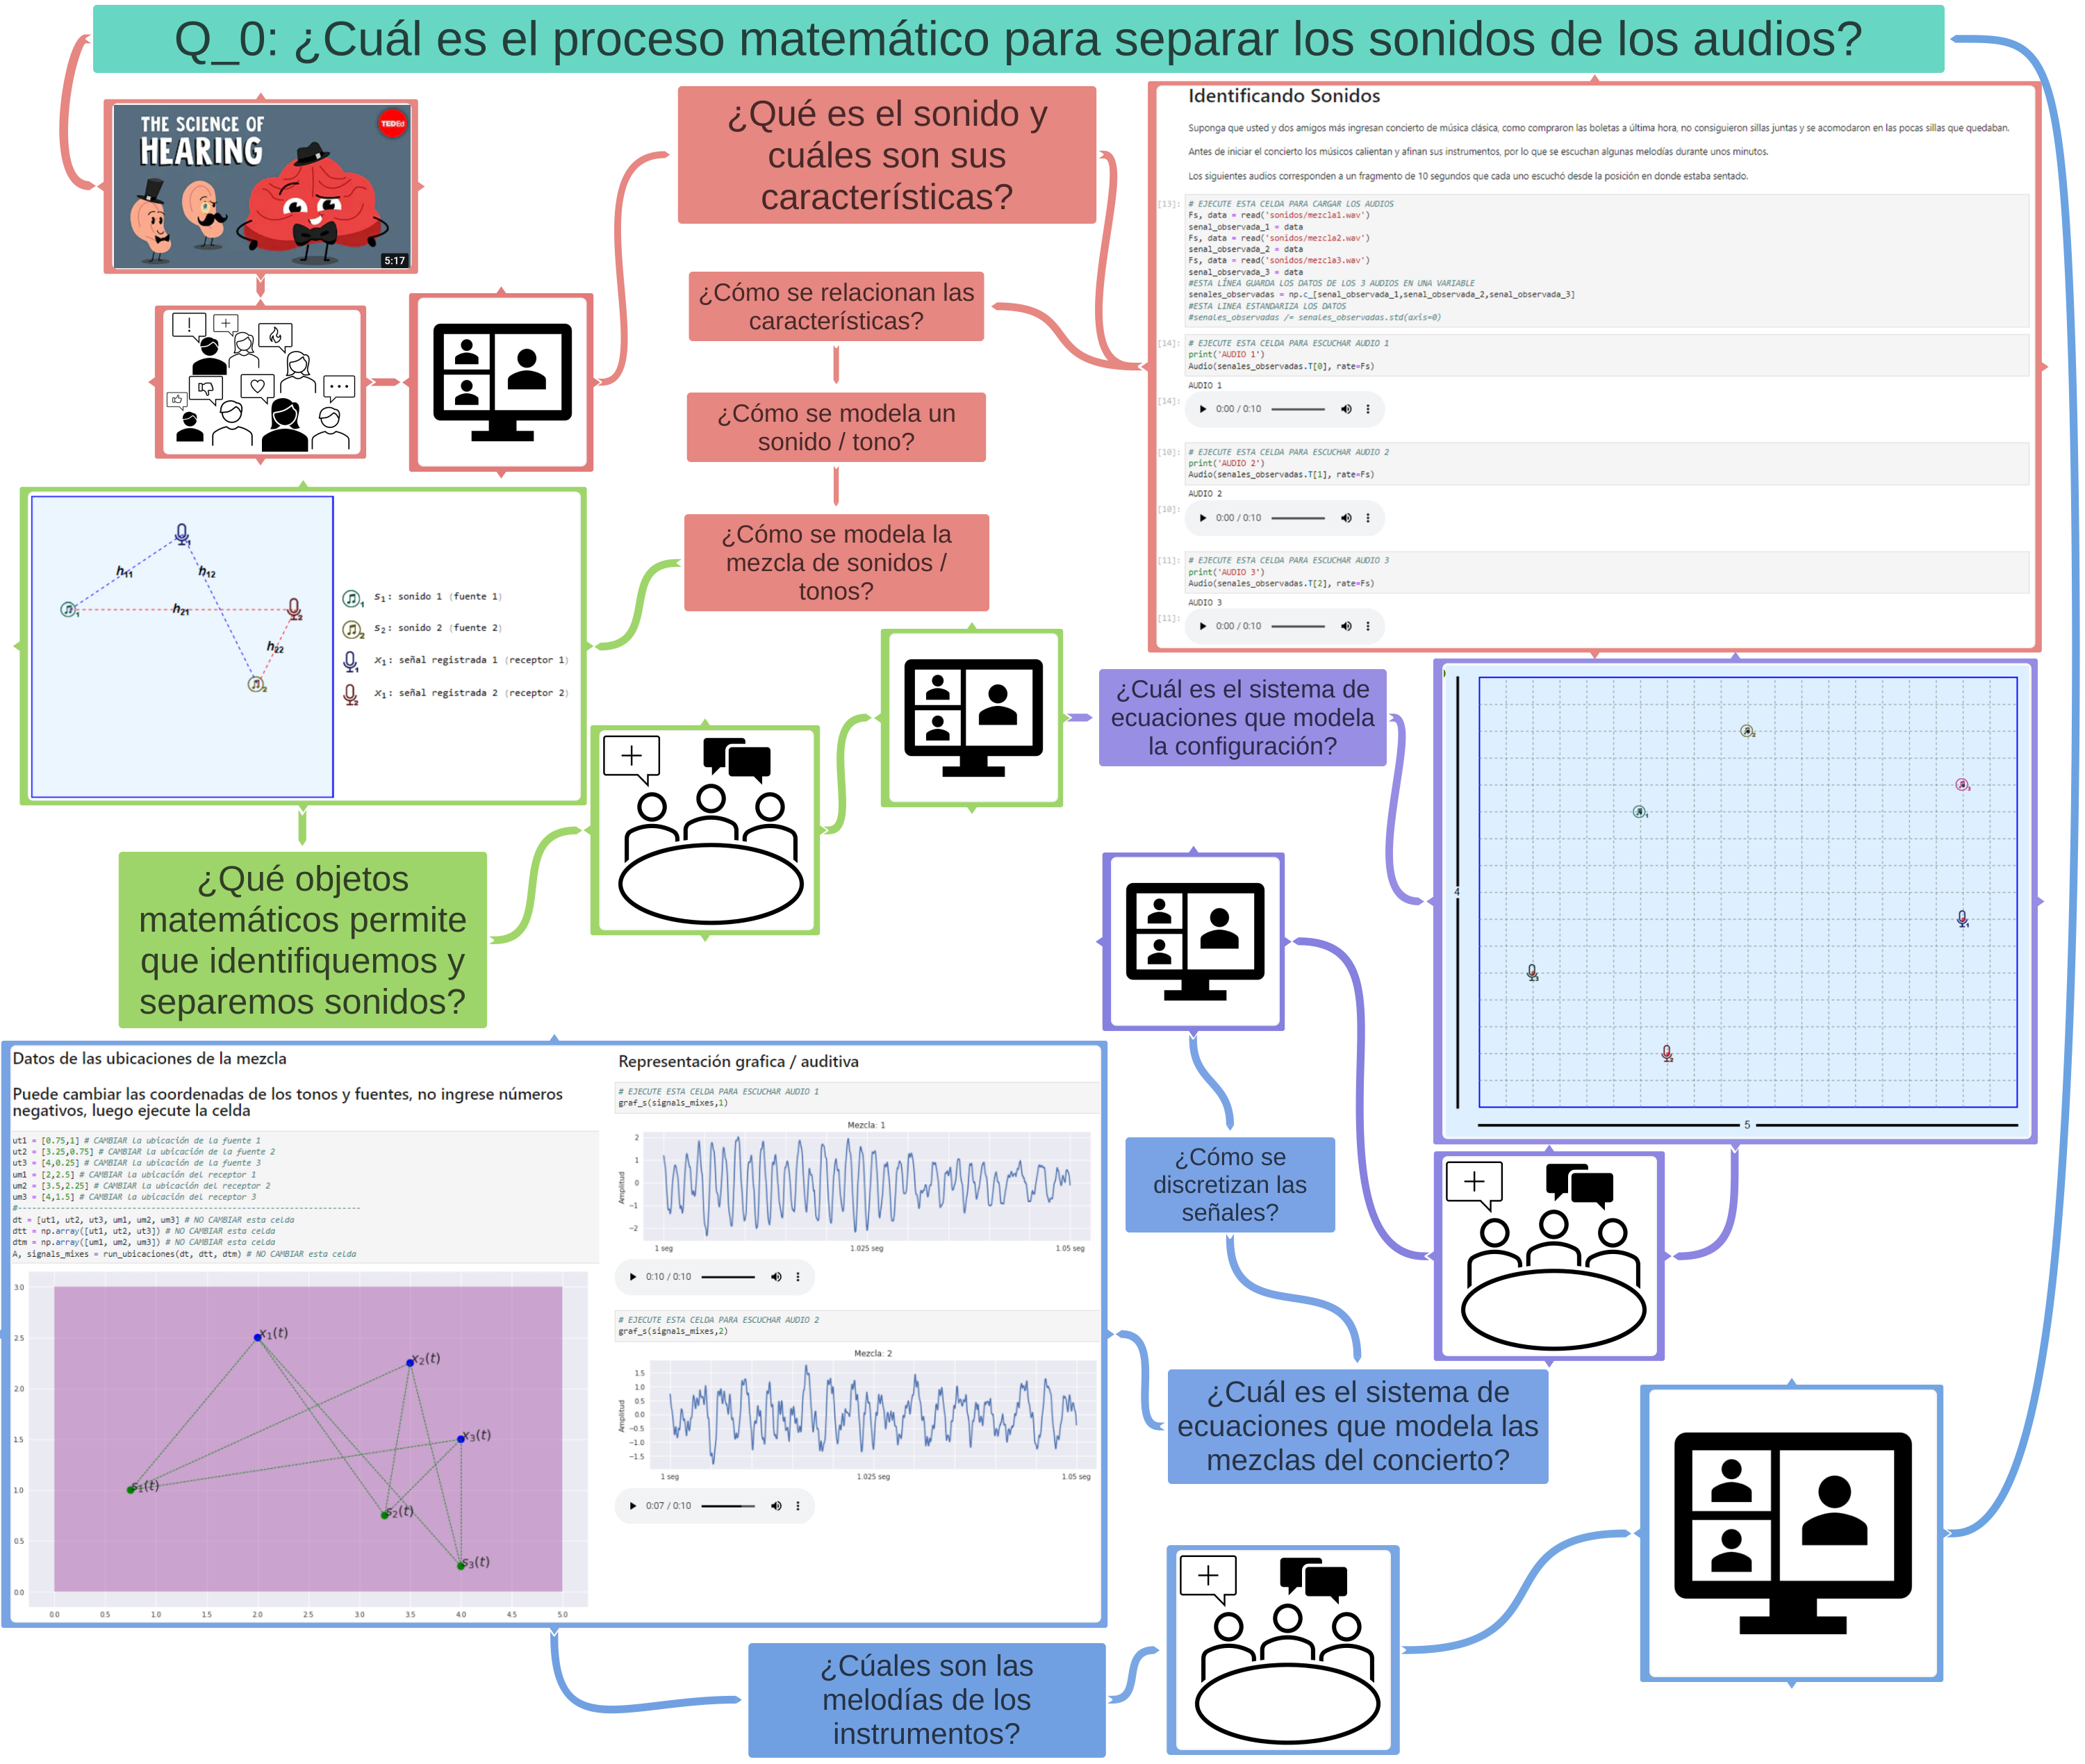 Q_0: ¿Cuál es el proceso matemático para separar los sonidos de los audios?
THE SCIENCE OF
HEARING
TEDEd
5:17
¿Qué es el sonido y
cuáles son sus
características?
¿Cómo se relacionan las
características?
¿Cómo se modela un
sonido / tono?
¿Cómo se modela la
mezcla de sonidos /
tonos?
Identificando Sonidos
Suponga que usted y dos amigos más ingresan concierto de música clásica, como compraron las boletas a última hora, no consiguieron sillas juntas y se acomodaron en las pocas sillas que quedaban.
Antes de iniciar el concierto los músicos calientan y afinan sus instrumentos, por lo que se escuchan algunas melodías durante unos minutos.
Los siguientes audios corresponden a un fragmento de 10 segundos que cada uno escuchó desde la posición en donde estaba sentado.
[13]: # EJECUTE ESTA CELDA PARA CARGAR LOS AUDIOS
Fs, data = read('sonidos/mezcla1.wav')
senal_observada_1 = data
Fs, data = read('sonidos/mezcla2.wav')
senal_observada_2 = data
Fs, data = read('sonidos/mezcla3.wav')
senal_observada_3 = data
#ESTA LÍNEA GUARDA LOS DATOS DE LOS 3 AUDIOS EN UNA VARIABLE
senales_observadas = np.c_[senal_observada_1,senal_observada_2,senal_observada_3]
#ESTA LINEA ESTANDARIZA LOS DATOS
#senales_observadas /= senales_observadas.std(axis=0)
[14]: # EJECUTE ESTA CELDA PARA ESCUCHAR AUDIO 1
print('AUDIO 1')
Audio(senales_observadas.T[0], rate=Fs)
AUDIO 1
[14]: 0:00 / 0:10
[10]: # EJECUTE ESTA CELDA PARA ESCUCHAR AUDIO 2
print('AUDIO 2')
Audio(senales_observadas.T[1], rate=Fs)
AUDIO 2
[10]: 0:00 / 0:10
[11]: # EJECUTE ESTA CELDA PARA ESCUCHAR AUDIO 3
print('AUDIO 3')
Audio(senales_observadas.T[2], rate=Fs)
AUDIO 3
[11]: 0:00 / 0:10
1
h11
h12
1
h21
2
h22
2
1 s1: sonido 1 (fuente 1)
2 s2: sonido 2 (fuente 2)
1 x1: señal registrada 1 (receptor 1)
2 x1: señal registrada 2 (receptor 2)
¿Qué objetos
matemáticos permite
que identifiquemos y
separemos sonidos?
¿Cuál es el sistema de
ecuaciones que modela
la configuración?
2
3
1
4
1
3
2
5
¿Cómo se
discretizan las
señales?
¿Cuál es el sistema de
ecuaciones que modela las
mezclas del concierto?
Datos de las ubicaciones de la mezcla
Puede cambiar las coordenadas de los tonos y fuentes, no ingrese números
negativos, luego ejecute la celda
ut1 = [0.75,1] # CAMBIAR la ubicación de la fuente 1
ut2 = [3.25,0.75] # CAMBIAR la ubicación de la fuente 2
ut3 = [4,0.25] # CAMBIAR la ubicación de la fuente 3
um1 = [2,2.5] # CAMBIAR la ubicación del receptor 1
um2 = [3.5,2.25] # CAMBIAR la ubicación del receptor 2
um3 = [4,1.5] # CAMBIAR la ubicación del receptor 3
#----------------------------------------------------------------------
dt = [ut1, ut2, ut3, um1, um2, um3] # NO CAMBIAR esta celda
dtt = np.array([ut1, ut2, ut3]) # NO CAMBIAR esta celda
dtm = np.array([um1, um2, um3]) # NO CAMBIAR esta celda
A, signals_mixes = run_ubicaciones(dt, dtt, dtm) # NO CAMBIAR esta celda
3.0
2.5
2.0
1.5
1.0
0.5
0.0
x1(t)
x2(t)
x3(t)
s1(t)
s2(t)
s3(t)
0.0 0.5 1.0 1.5 2.0 2.5 3.0 3.5 4.0 4.5 5.0
Representación grafica / auditiva
# EJECUTE ESTA CELDA PARA ESCUCHAR AUDIO 1
graf_s(signals_mixes,1)
Mezcla: 1
Amplitud
2
1
0
−1
−2
1 seg 1.025 seg 1.05 seg
0:10 / 0:10
# EJECUTE ESTA CELDA PARA ESCUCHAR AUDIO 2
graf_s(signals_mixes,2)
Mezcla: 2
Amplitud
1.5
1.0
0.5
0.0
−0.5
−1.0
−1.5
1 seg 1.025 seg 1.05 seg
0:07 / 0:10
¿Cúales son las
melodías de los
instrumentos?